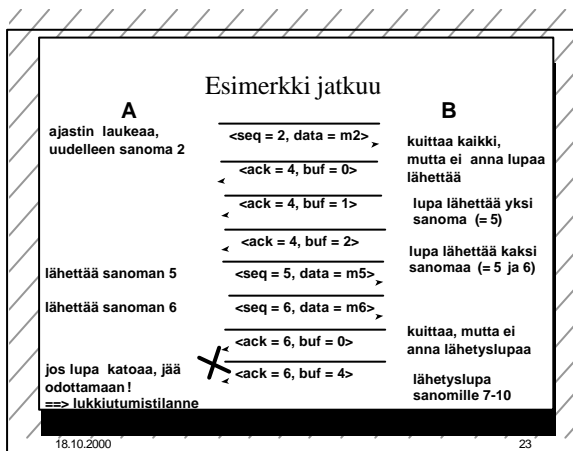 Esimerkki jatkuu
A
B
ajastin laukeaa,
uudelleen sanoma 2
<seq = 2, data = m2>
kuittaa kaikki,
mutta ei anna lupaa
lähettää
<ack = 4, buf = 0>
<ack = 4, buf = 1>
lupa lähettää yksi
sanoma (= 5)
<ack = 4, buf = 2>
lupa lähettää kaksi
sanomaa (= 5 ja 6)
lähettää sanoman 5
<seq = 5, data = m5>
lähettää sanoman 6
<seq = 6, data = m6>
<ack = 6, buf = 0>
kuittaa, mutta ei
anna lähetyslupaa
jos lupa katoaa, jää
odottamaan !
==> lukkiutumistilanne
<ack = 6, buf = 4>
lähetyslupa
sanomille 7-10
18.10.2000
23